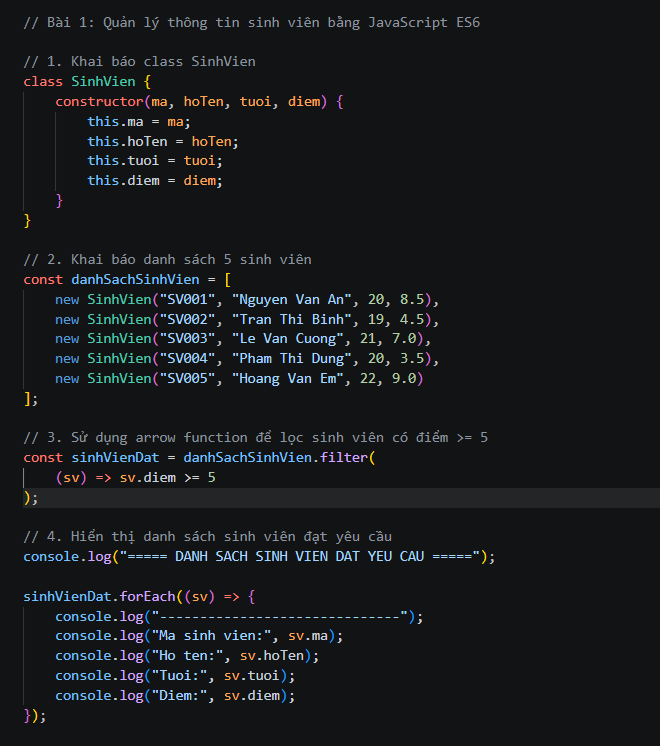 // Bài 1: Quản lý thông tin sinh viên bằng JavaScript ES6
// 1. Khai báo class SinhVien
class SinhVien {
constructor(ma, hoTen, tuoi, diem) {
this.ma = ma;
this.hoTen = hoTen;
this.tuoi = tuoi;
this.diem = diem;
}
}
// 2. Khai báo danh sách 5 sinh viên
const danhSachSinhVien = [
new SinhVien("SV001", "Nguyen Van An", 20, 8.5),
new SinhVien("SV002", "Tran Thi Binh", 19, 4.5),
new SinhVien("SV003", "Le Van Cuong", 21, 7.0),
new SinhVien("SV004", "Pham Thi Dung", 20, 3.5),
new SinhVien("SV005", "Hoang Van Em", 22, 9.0)
];
// 3. Sử dụng arrow function để lọc sinh viên có điểm >= 5
const sinhVienDat = danhSachSinhVien.filter(
(sv) => sv.diem >= 5
);
// 4. Hiển thị danh sách sinh viên đạt yêu cầu
console.log("===== DANH SACH SINH VIEN DAT YEU CAU =====");
sinhVienDat.forEach((sv) => {
console.log("------------------------------");
console.log("Ma sinh vien:", sv.ma);
console.log("Ho ten:", sv.hoTen);
console.log("Tuoi:", sv.tuoi);
console.log("Diem:", sv.diem);
});